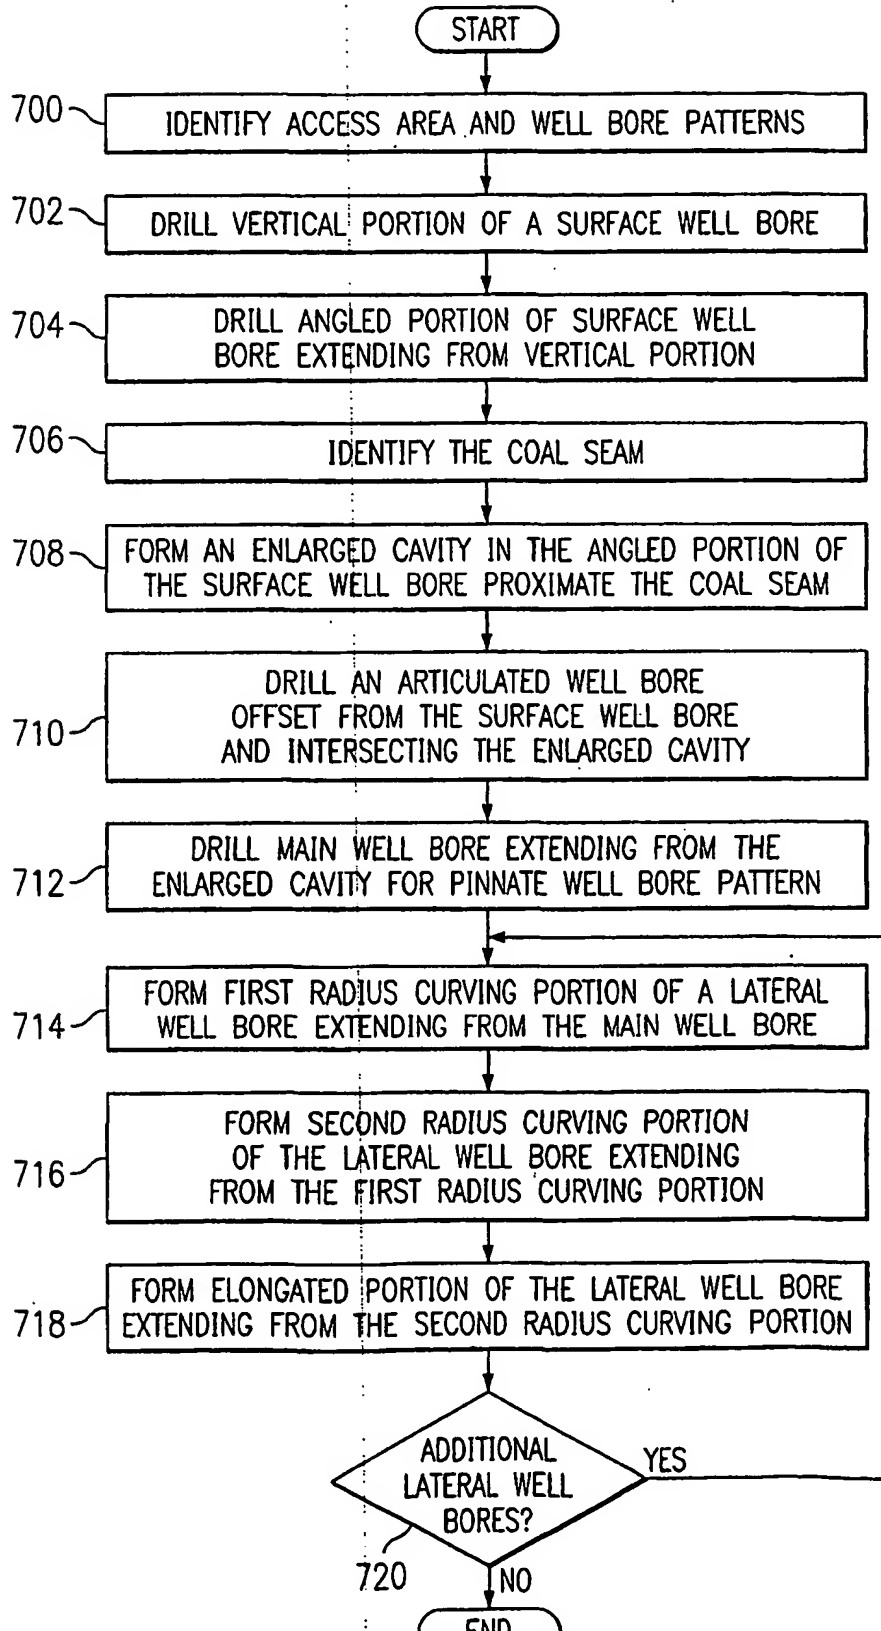 START
700
IDENTIFY ACCESS AREA AND WELL BORE PATTERNS
702
DRILL VERTICAL PORTION OF A SURFACE WELL BORE
704
DRILL ANGLED PORTION OF SURFACE WELL
BORE EXTENDING FROM VERTICAL PORTION
706
IDENTIFY THE COAL SEAM
708
FORM AN ENLARGED CAVITY IN THE ANGLED PORTION OF
THE SURFACE WELL BORE PROXIMATE THE COAL SEAM
710
DRILL AN ARTICULATED WELL BORE
OFFSET FROM THE SURFACE WELL BORE
AND INTERSECTING THE ENLARGED CAVITY
712
DRILL MAIN WELL BORE EXTENDING FROM THE
ENLARGED CAVITY FOR PINNATE WELL BORE PATTERN
714
FORM FIRST RADIUS CURVING PORTION OF A LATERAL
WELL BORE EXTENDING FROM THE MAIN WELL BORE
716
FORM SECOND RADIUS CURVING PORTION
OF THE LATERAL WELL BORE EXTENDING
FROM THE FIRST RADIUS CURVING PORTION
718
FORM ELONGATED PORTION OF THE LATERAL WELL BORE
EXTENDING FROM THE SECOND RADIUS CURVING PORTION
ADDITIONAL
LATERAL WELL
BORES?
YES
720
NO
END